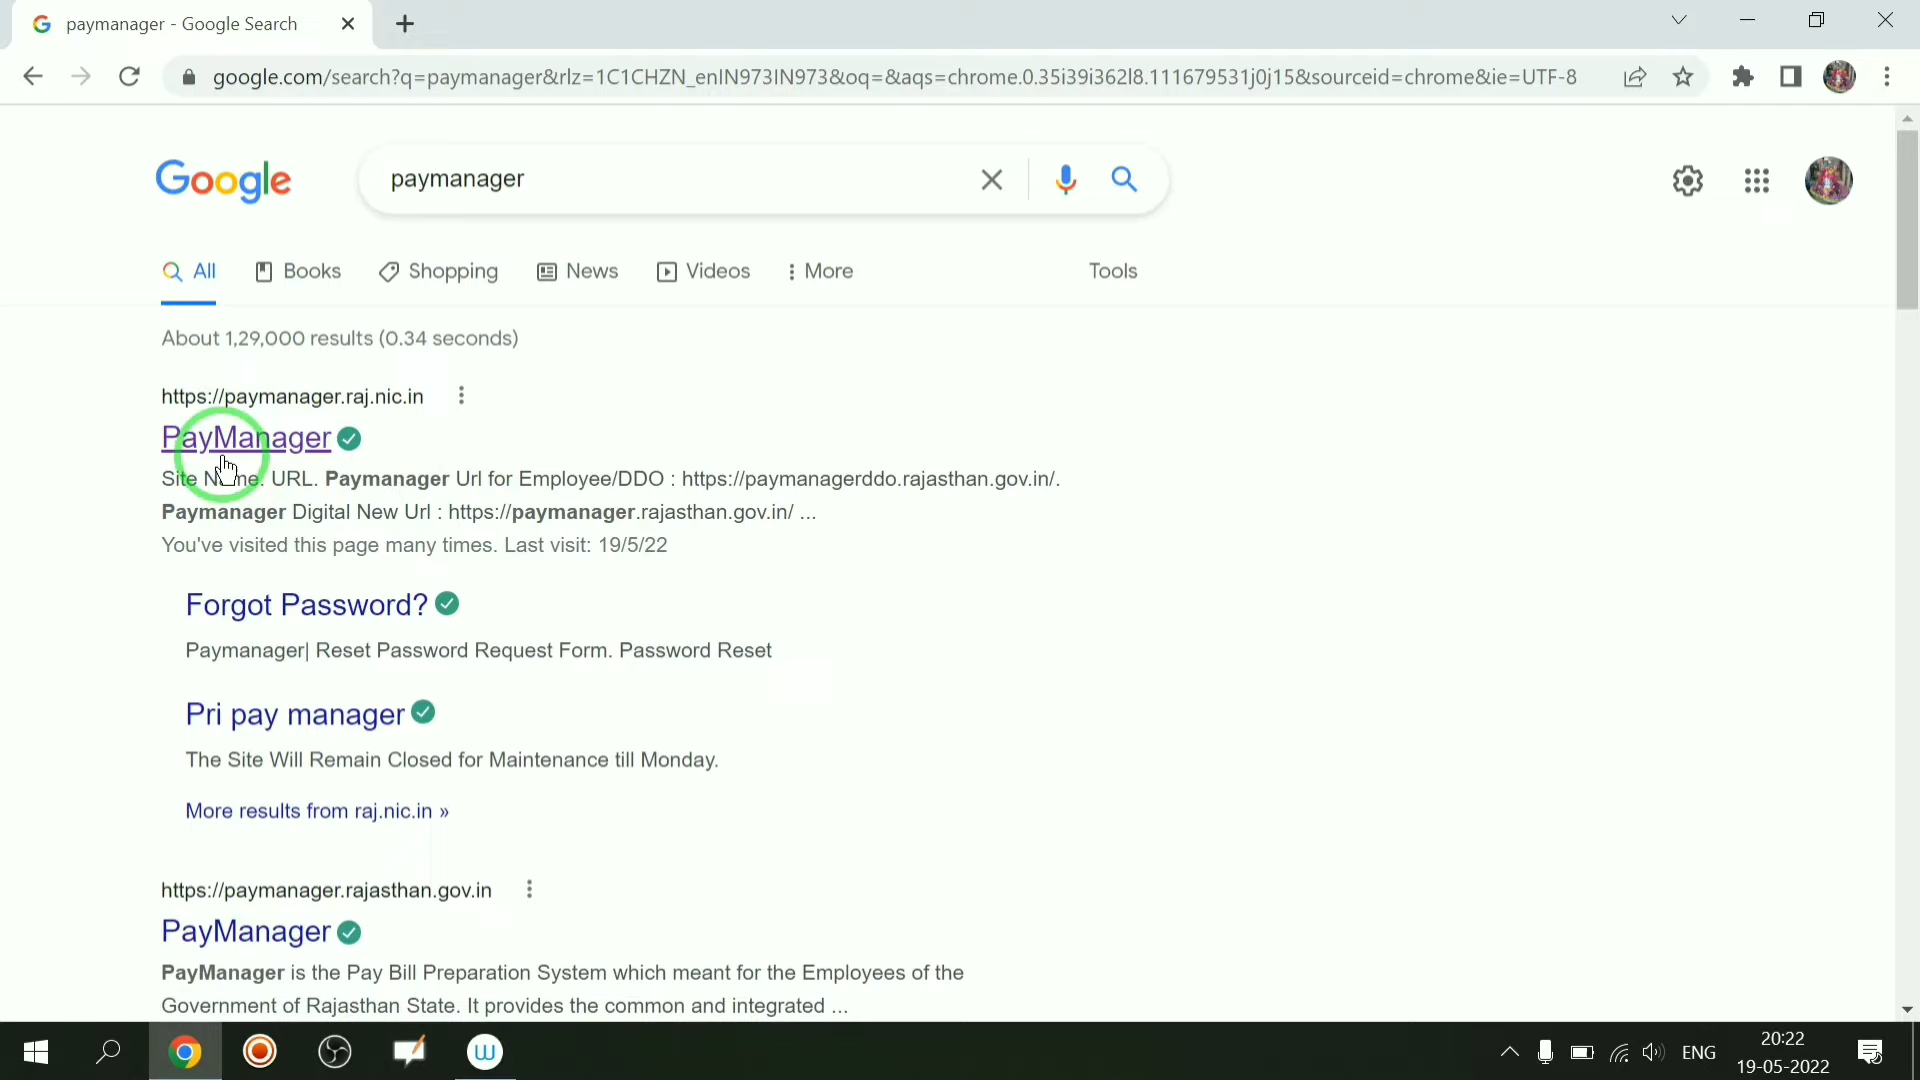 paymanager - Google Search
google.com/search?q=paymanager&rlz=1C1CHZN_enIN973IN973&oq=&aqs=chrome.0.35i39i362l8.111679531j0j15&sourceid=chrome&ie=UTF-8
Google
paymanager
All Books Shopping News Videos More Tools
About 1,29,000 results (0.34 seconds)
https://paymanager.raj.nic.in
PayManager
Site Name. URL. Paymanager Url for Employee/DDO : https://paymanagerddo.rajasthan.gov.in/.
Paymanager Digital New Url : https://paymanager.rajasthan.gov.in/ ...
You've visited this page many times. Last visit: 19/5/22
Forgot Password?
Paymanager| Reset Password Request Form. Password Reset
Pri pay manager
The Site Will Remain Closed for Maintenance till Monday.
More results from raj.nic.in »
https://paymanager.rajasthan.gov.in
PayManager
PayManager is the Pay Bill Preparation System which meant for the Employees of the
Government of Rajasthan State. It provides the common and integrated ...
ENG
20:22
19-05-2022